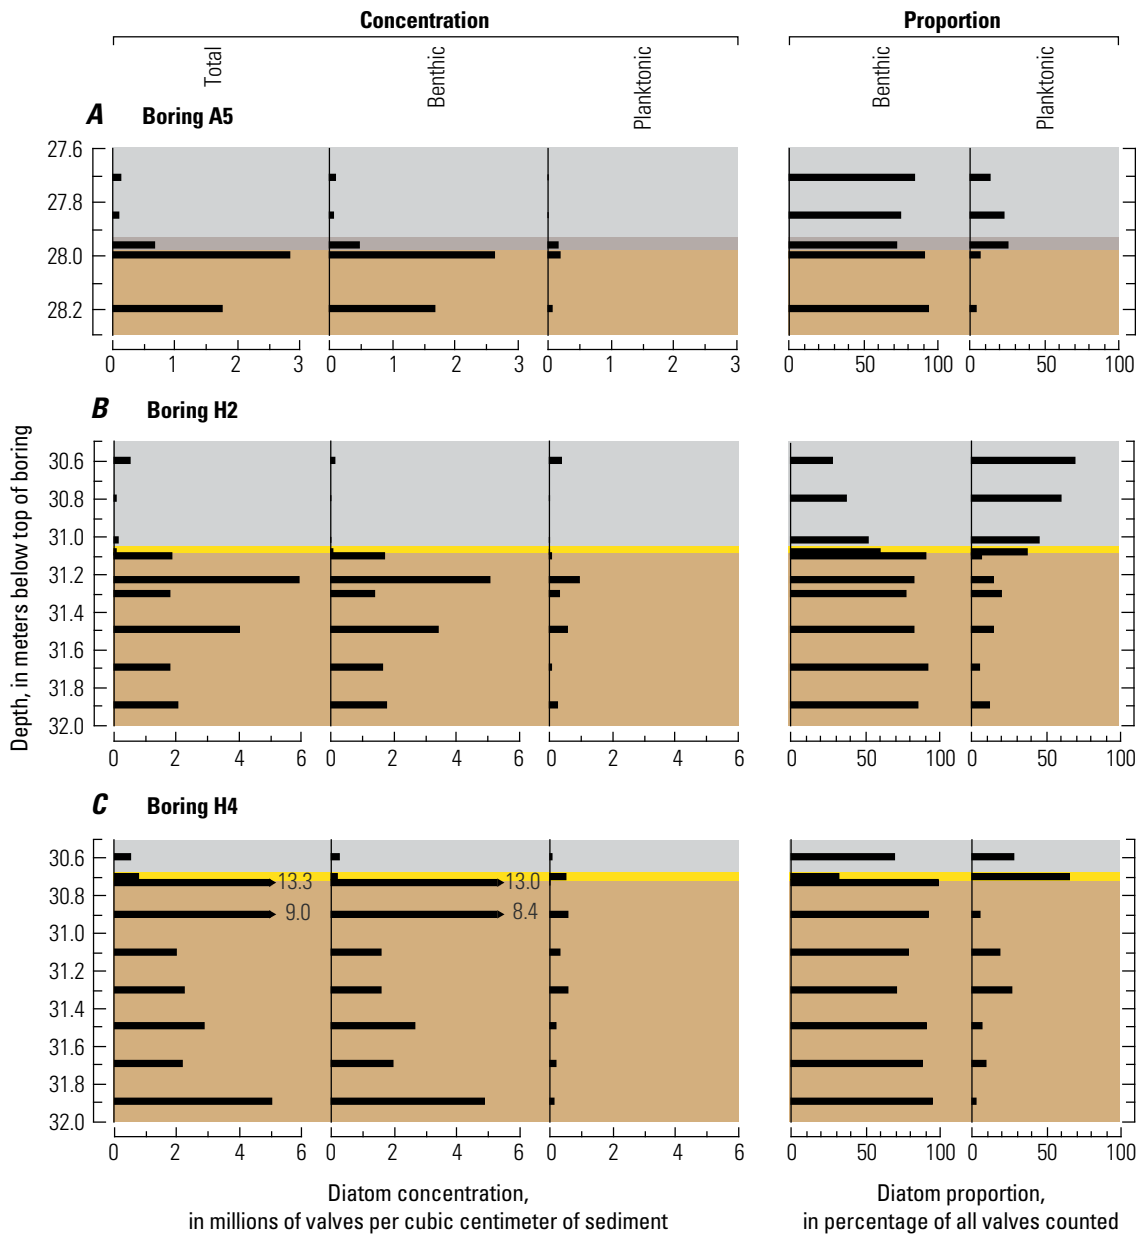 Concentration Proportion
Total Benthic Planktonic Benthic Planktonic
A Boring A5
27.6
27.8
28.0
28.2
0 1 2 3 0 1 2 3 0 1 2 3 0 50 100 0 50 100
B Boring H2
30.6
30.8
31.0
31.2
31.4
31.6
31.8
32.0
0 2 4 6 0 2 4 6 0 2 4 6 0 50 100 0 50 100
Depth, in meters below top of boring
C Boring H4
30.6
13.3 13.0
30.8
9.0 8.4
31.0
31.2
31.4
31.6
31.8
32.0
0 2 4 6 0 2 4 6 0 2 4 6 0 50 100 0 50 100
Diatom concentration,
in millions of valves per cubic centimeter of sediment
Diatom proportion,
in percentage of all valves counted